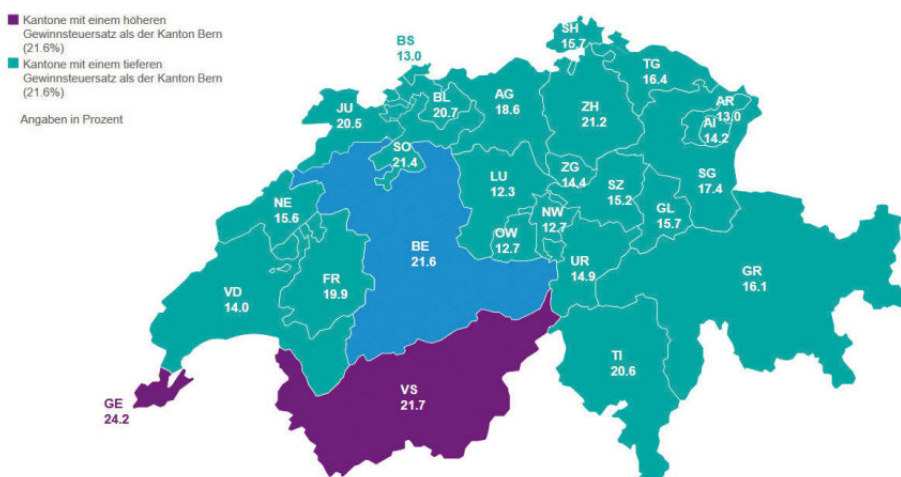 Kantone mit einem höheren
Gewinnsteuersatz als der Kanton Bern
(21.6%)
Kantone mit einem tieferen
Gewinnsteuersatz als der Kanton Bern
(21.6%)
Angaben in Prozent
BS
13.0
SH
15.7
TG
16.4
JU
20.5
BL
20.7
AG
18.6
ZH
21.2
AR
13.0
AI
14.2
SO
21.4
LU
12.3
ZG
14.4
SZ
15.2
SG
17.4
NE
15.6
NW
12.7
GL
15.7
OW
12.7
BE
21.6
UR
14.9
GR
16.1
FR
19.9
VD
14.0
TI
20.6
VS
21.7
GE
24.2